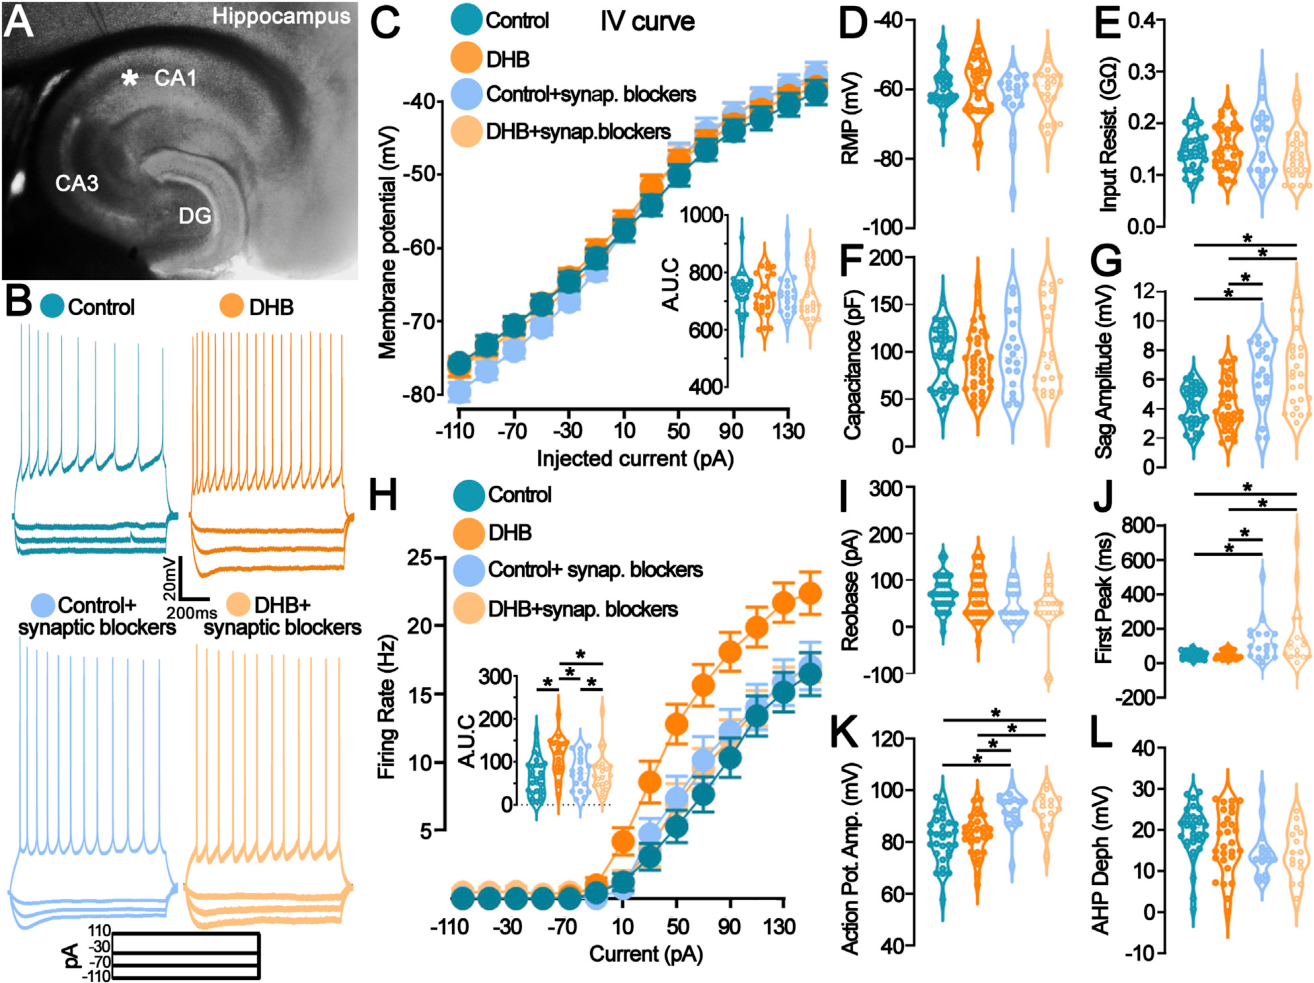 A
Hippocampus
*
CA1
CA3
DG
B
Control
DHB
20mV
200ms
Control+
synaptic blockers
DHB+
synaptic blockers
pA
110
-30
-70
-110
C
IV curve
Control
DHB
Control+synap. blockers
DHB+synap.blockers
Membrane potential (mV)
-40
-50
-60
-70
-80
-110
-70
-30
10
50
90
130
Injected current (pA)
A.U.C
1000
800
600
400
D
RMP (mV)
-40
-60
-80
-100
E
Input Resist. (GΩ)
0.4
0.3
0.2
0.1
0.0
F
Capacitance (pF)
200
150
100
50
0
G
Sag Amplitude (mV)
12
10
8
6
4
2
0
*
*
*
*
H
Control
DHB
Control+ synap. blockers
DHB+synap. blockers
Firing Rate (Hz)
25
20
15
10
5
-110
-30
-70
10
50
90
130
Current (pA)
A.U.C
300
200
100
0
*
*
*
*
I
Reobase (pA)
300
200
100
0
-100
J
First Peak (ms)
800
600
400
200
0
-200
*
*
*
*
K
Action Pot. Amp. (mV)
120
100
80
60
40
*
*
*
*
L
AHP Deph (mV)
40
30
20
10
0
-10